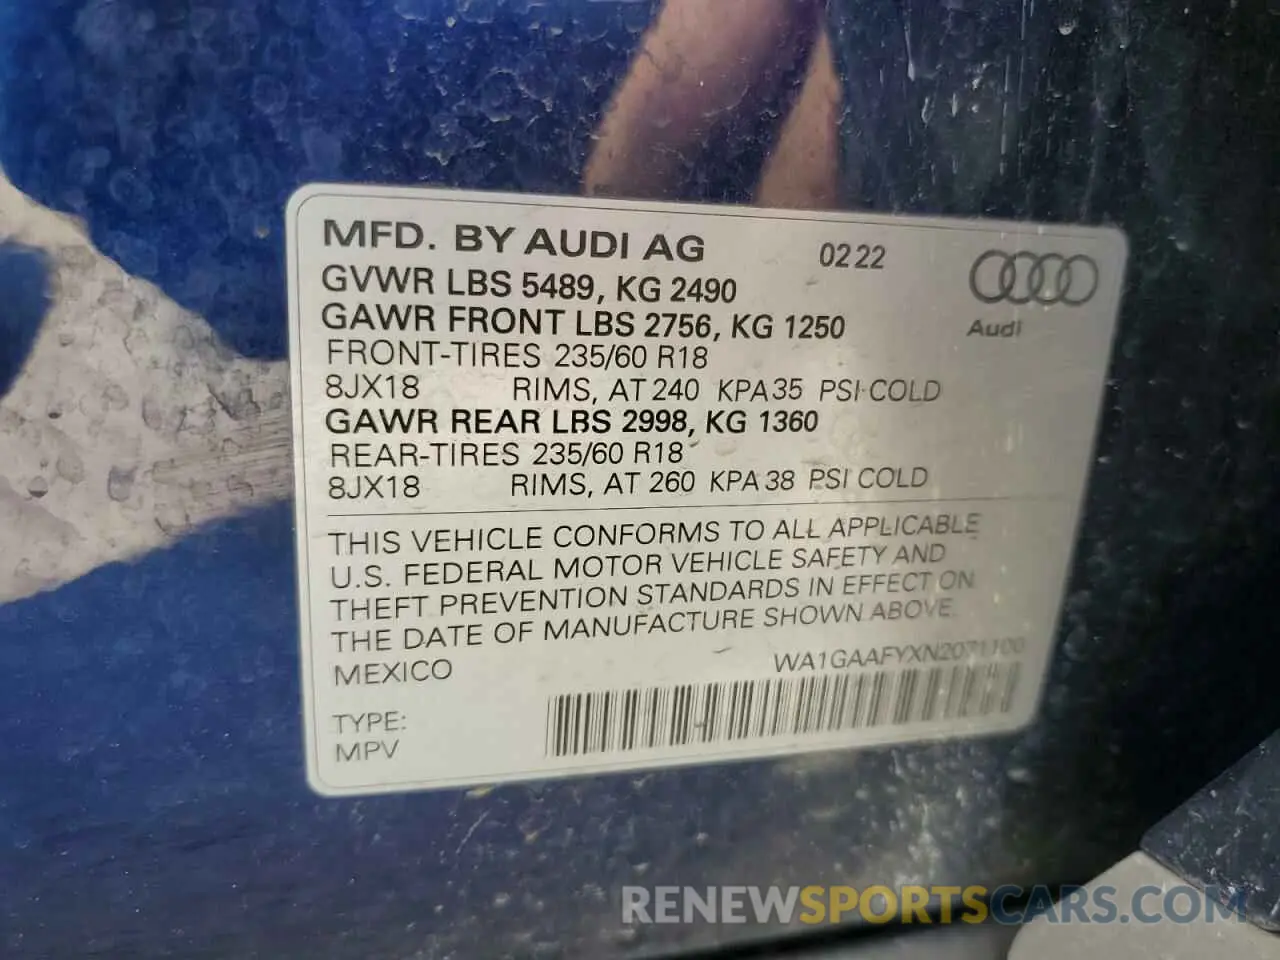 MFD. BY AUDI AG 02 22
GVWR LBS 5489, KG 2490
GAWR FRONT LBS 2756, KG 1250
Audi
FRONT-TIRES 235/60 R18
8JX18 RIMS, AT 240 KPA 35 PSI COLD
GAWR REAR LBS 2998, KG 1360
REAR-TIRES 235/60 R18
8JX18 RIMS, AT 260 KPA 38 PSI COLD
THIS VEHICLE CONFORMS TO ALL APPLICABLE
U.S. FEDERAL MOTOR VEHICLE SAFETY AND
THEFT PREVENTION STANDARDS IN EFFECT ON
THE DATE OF MANUFACTURE SHOWN ABOVE.
MEXICO WA1GAAFYXN2071100
TYPE:
MPV
RENEWSPORTSCARS.COM